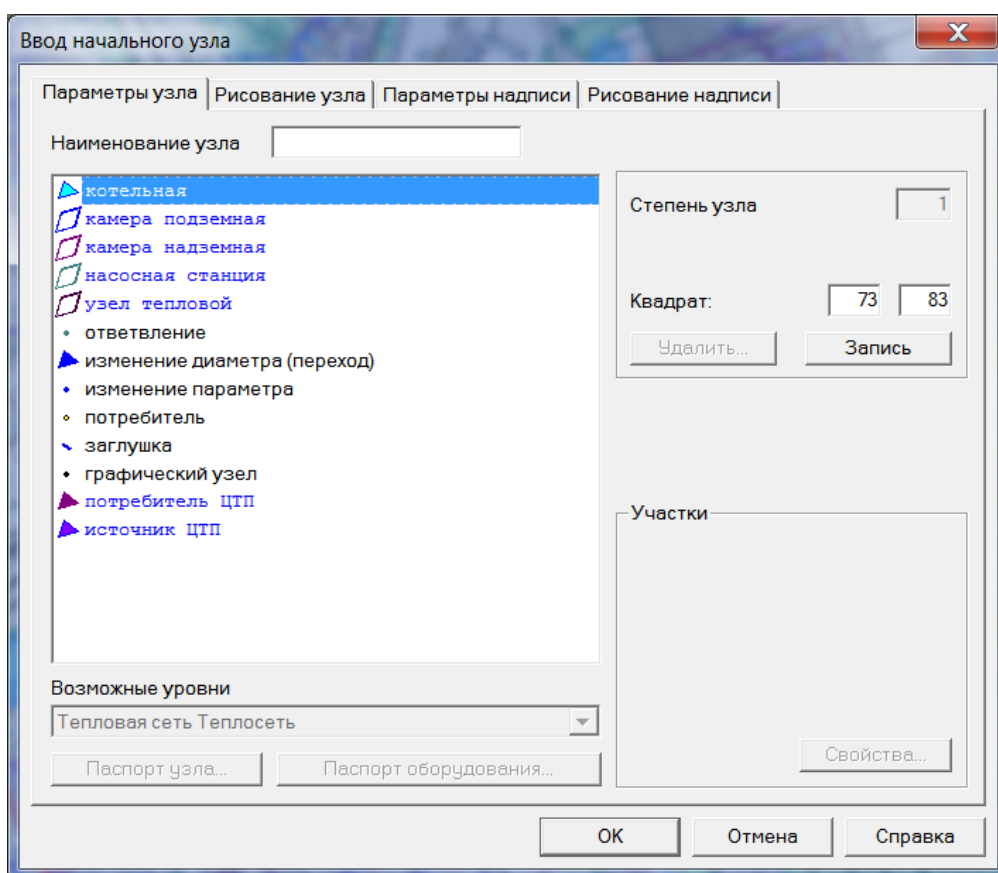 Ввод начального узла
Параметры узла Рисование узла Параметры надписи Рисование надписи
Наименование узла
котельная
камера подземная
камера надземная
насосная станция
узел тепловой
ответвление
изменение диаметра (переход)
изменение параметра
потребитель
заглушка
графический узел
потребитель ЦТП
источник ЦТП
Возможные уровни
Тепловая сеть Теплосеть
Паспорт узла... Паспорт оборудования...
Степень узла 1
Квадрат: 73 83
Удалить... Запись
Участки
Свойства...
OK Отмена Справка